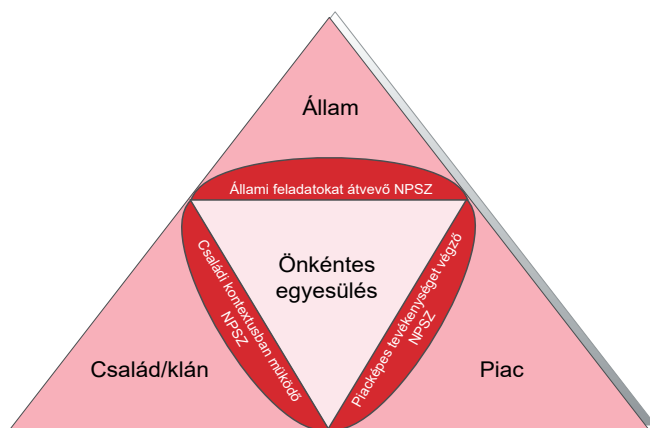 Állam
Állami feladatokat átvevő NPSZ
Önkéntes
egyesülés
Családi kontextusban működő
NPSZ
Piacképes tevékenységet végző
NPSZ
Család/klán
Piac